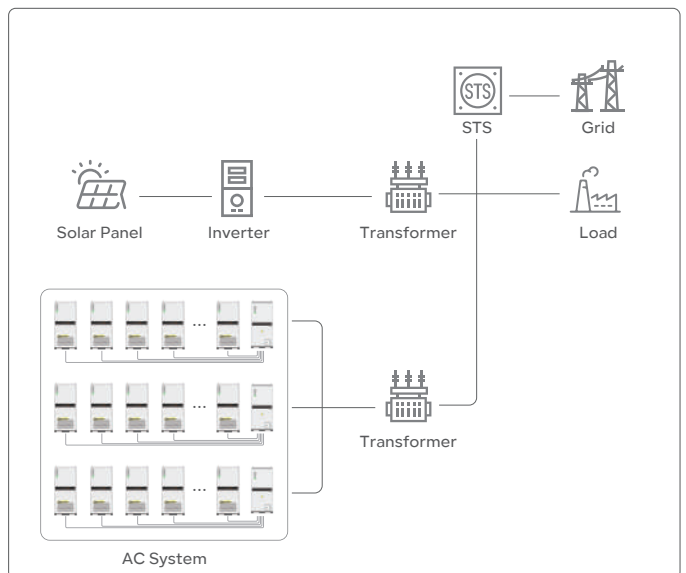 STS
STS
Grid
Solar Panel
Inverter
Transformer
Load
...
...
...
Transformer
AC System